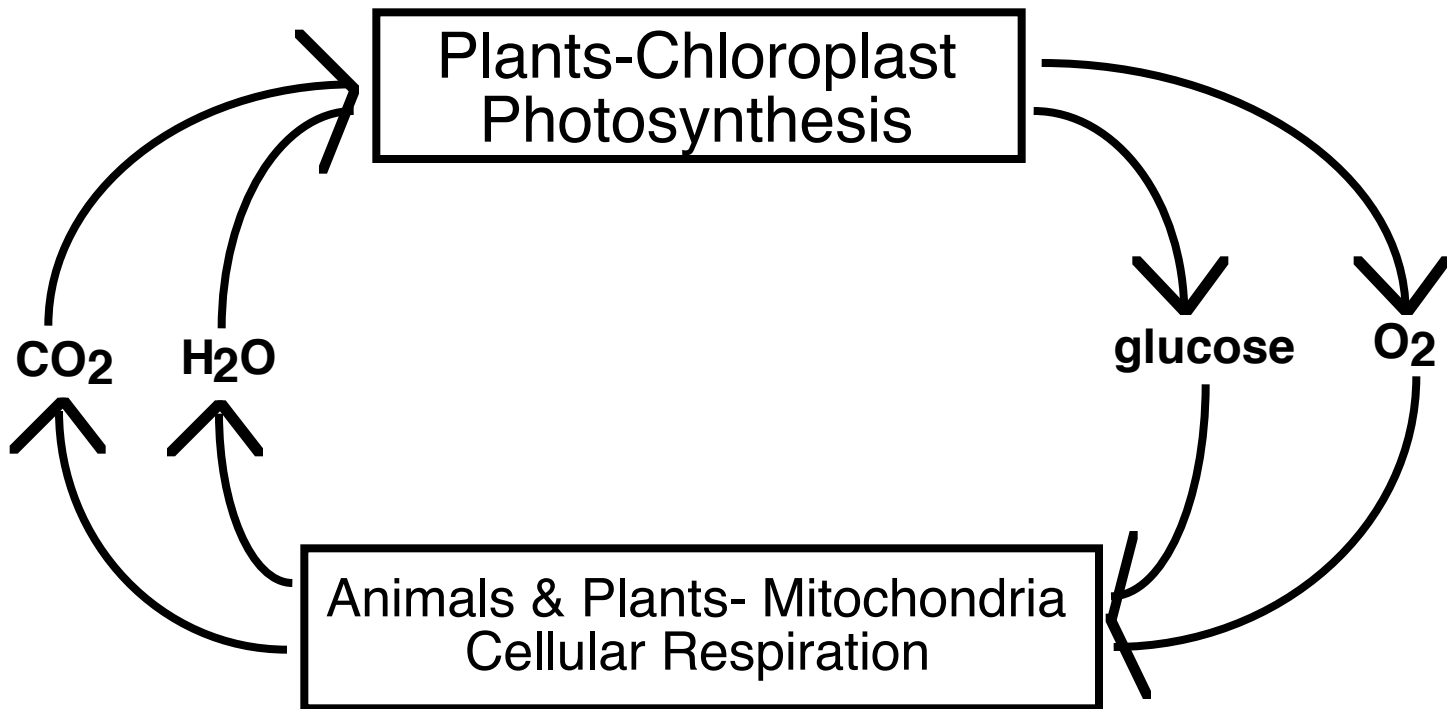 Plants-Chloroplast
Photosynthesis
CO2
H2O
glucose
O2
Animals & Plants- Mitochondria
Cellular Respiration